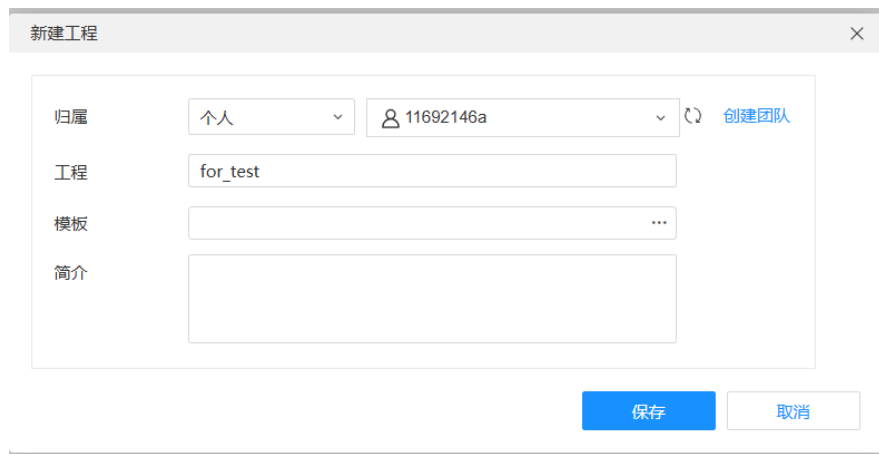 新建工程
归属 个人 11692146a 创建团队
工程 for_test
模板 ...
简介
保存 取消